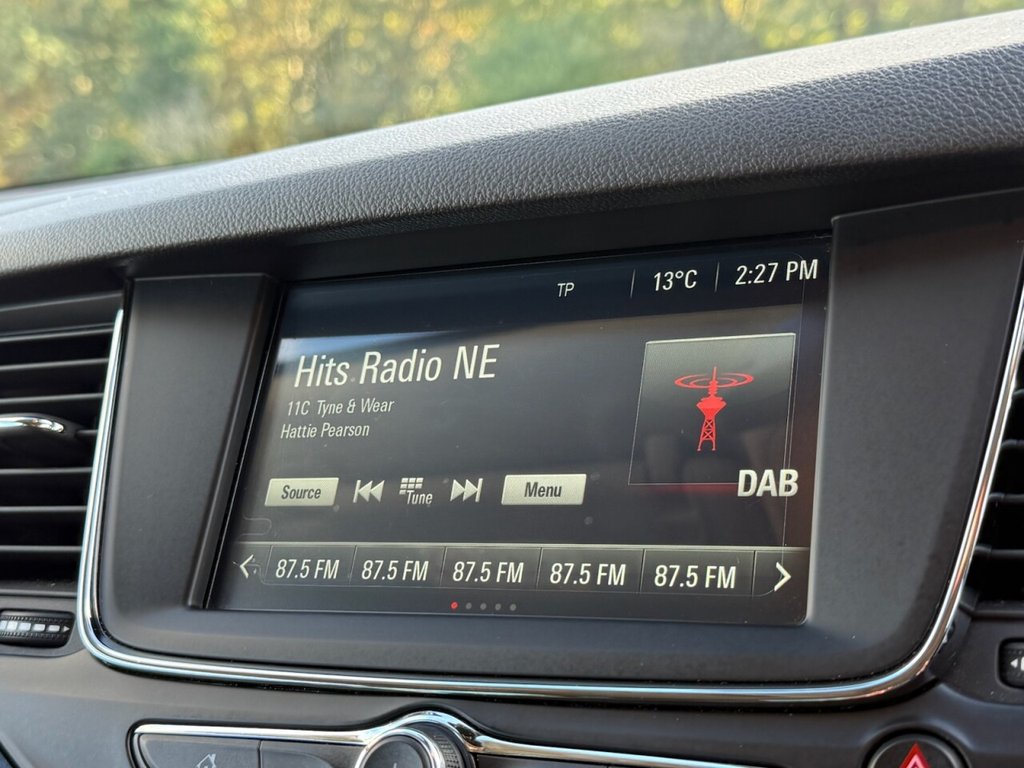 TP 13°C 2:27 PM
Hits Radio NE
11C Tyne & Wear
Hattie Pearson
DAB
Source Tune Menu
87.5 FM 87.5 FM 87.5 FM 87.5 FM 87.5 FM